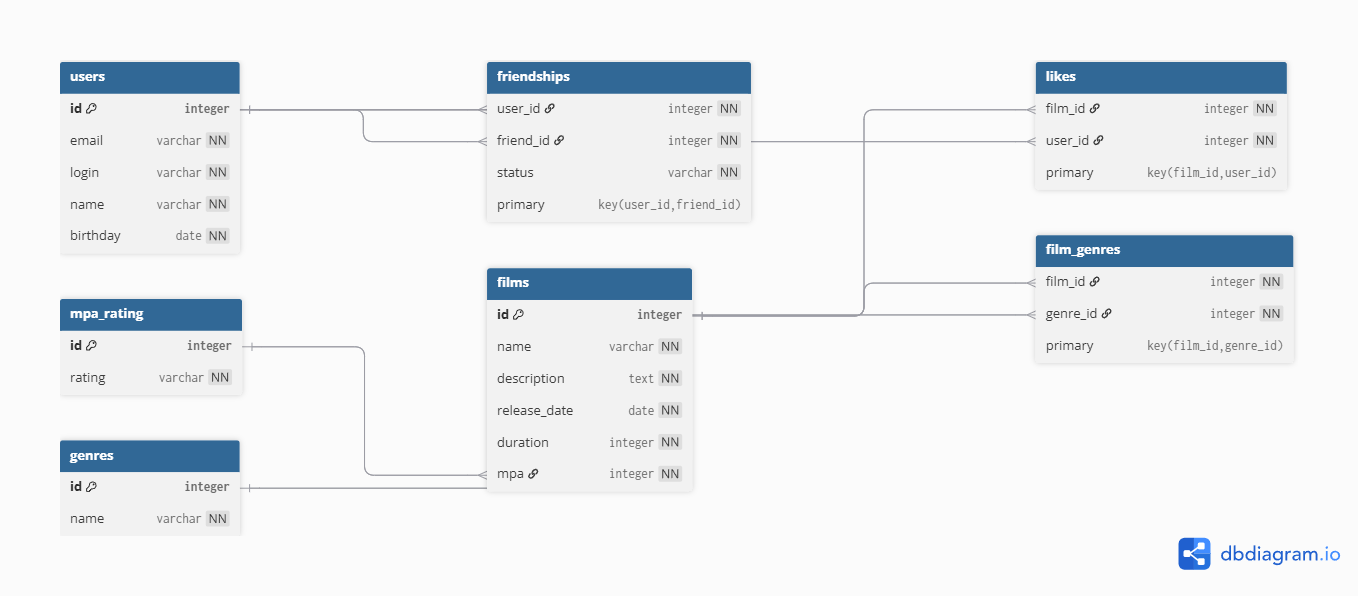 users
id integer
email varchar NN
login varchar NN
name varchar NN
birthday date NN
friendships
user_id integer NN
friend_id integer NN
status varchar NN
primary key(user_id,friend_id)
likes
film_id integer NN
user_id integer NN
primary key(film_id,user_id)
film_genres
film_id integer NN
genre_id integer NN
primary key(film_id,genre_id)
films
id integer
name varchar NN
description text NN
release_date date NN
duration integer NN
mpa integer NN
mpa_rating
id integer
rating varchar NN
genres
id integer
name varchar NN
dbdiagram.io